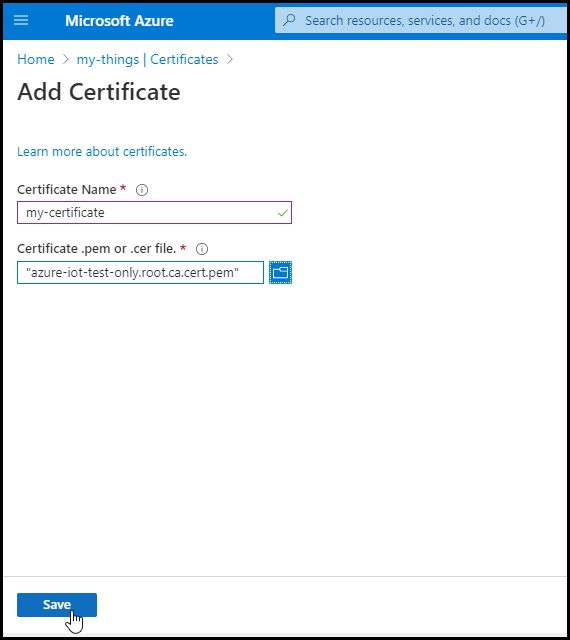 Microsoft Azure
Search resources, services, and docs (G+/)
Home > my-things | Certificates >
Add Certificate
Learn more about certificates.
Certificate Name *
my-certificate
Certificate .pem or .cer file. *
"azure-iot-test-only.root.ca.cert.pem"
Save